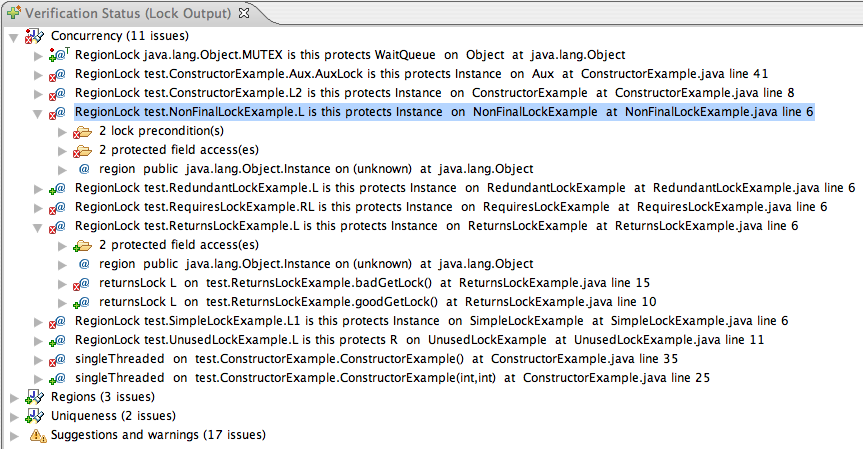 Verification Status (Lock Output)
Concurrency (11 issues)
RegionLock java.lang.Object.MUTEX is this protects WaitQueue on Object at java.lang.Object
RegionLock test.ConstructorExample.Aux.AuxLock is this protects Instance on Aux at ConstructorExample.java line 41
RegionLock test.ConstructorExample.L2 is this protects Instance on ConstructorExample at ConstructorExample.java line 8
RegionLock test.NonFinalLockExample.L is this protects Instance on NonFinalLockExample at NonFinalLockExample.java line 6
2 lock precondition(s)
2 protected field access(es)
region public java.lang.Object.Instance on (unknown) at java.lang.Object
RegionLock test.RedundantLockExample.L is this protects Instance on RedundantLockExample at RedundantLockExample.java line 6
RegionLock test.RequiresLockExample.RL is this protects Instance on RequiresLockExample at RequiresLockExample.java line 6
RegionLock test.ReturnsLockExample.L is this protects Instance on ReturnsLockExample at ReturnsLockExample.java line 6
2 protected field access(es)
region public java.lang.Object.Instance on (unknown) at java.lang.Object
returnsLock L on test.ReturnsLockExample.badGetLock() at ReturnsLockExample.java line 15
returnsLock L on test.ReturnsLockExample.goodGetLock() at ReturnsLockExample.java line 10
RegionLock test.SimpleLockExample.L1 is this protects Instance on SimpleLockExample at SimpleLockExample.java line 6
RegionLock test.UnusedLockExample.L is this protects R on UnusedLockExample at UnusedLockExample.java line 11
singleThreaded on test.ConstructorExample.ConstructorExample() at ConstructorExample.java line 35
singleThreaded on test.ConstructorExample.ConstructorExample(int,int) at ConstructorExample.java line 25
Regions (3 issues)
Uniqueness (2 issues)
Suggestions and warnings (17 issues)